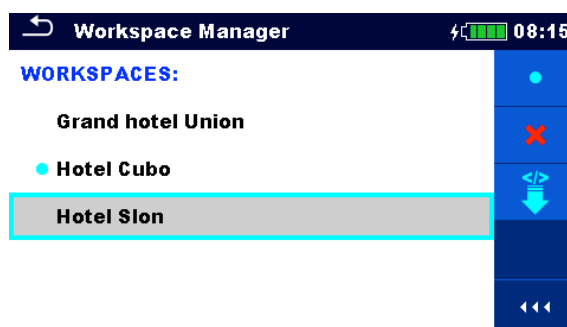 Workspace Manager 08:15
WORKSPACES:
Grand hotel Union
Hotel Cubo
</>
Hotel Slon